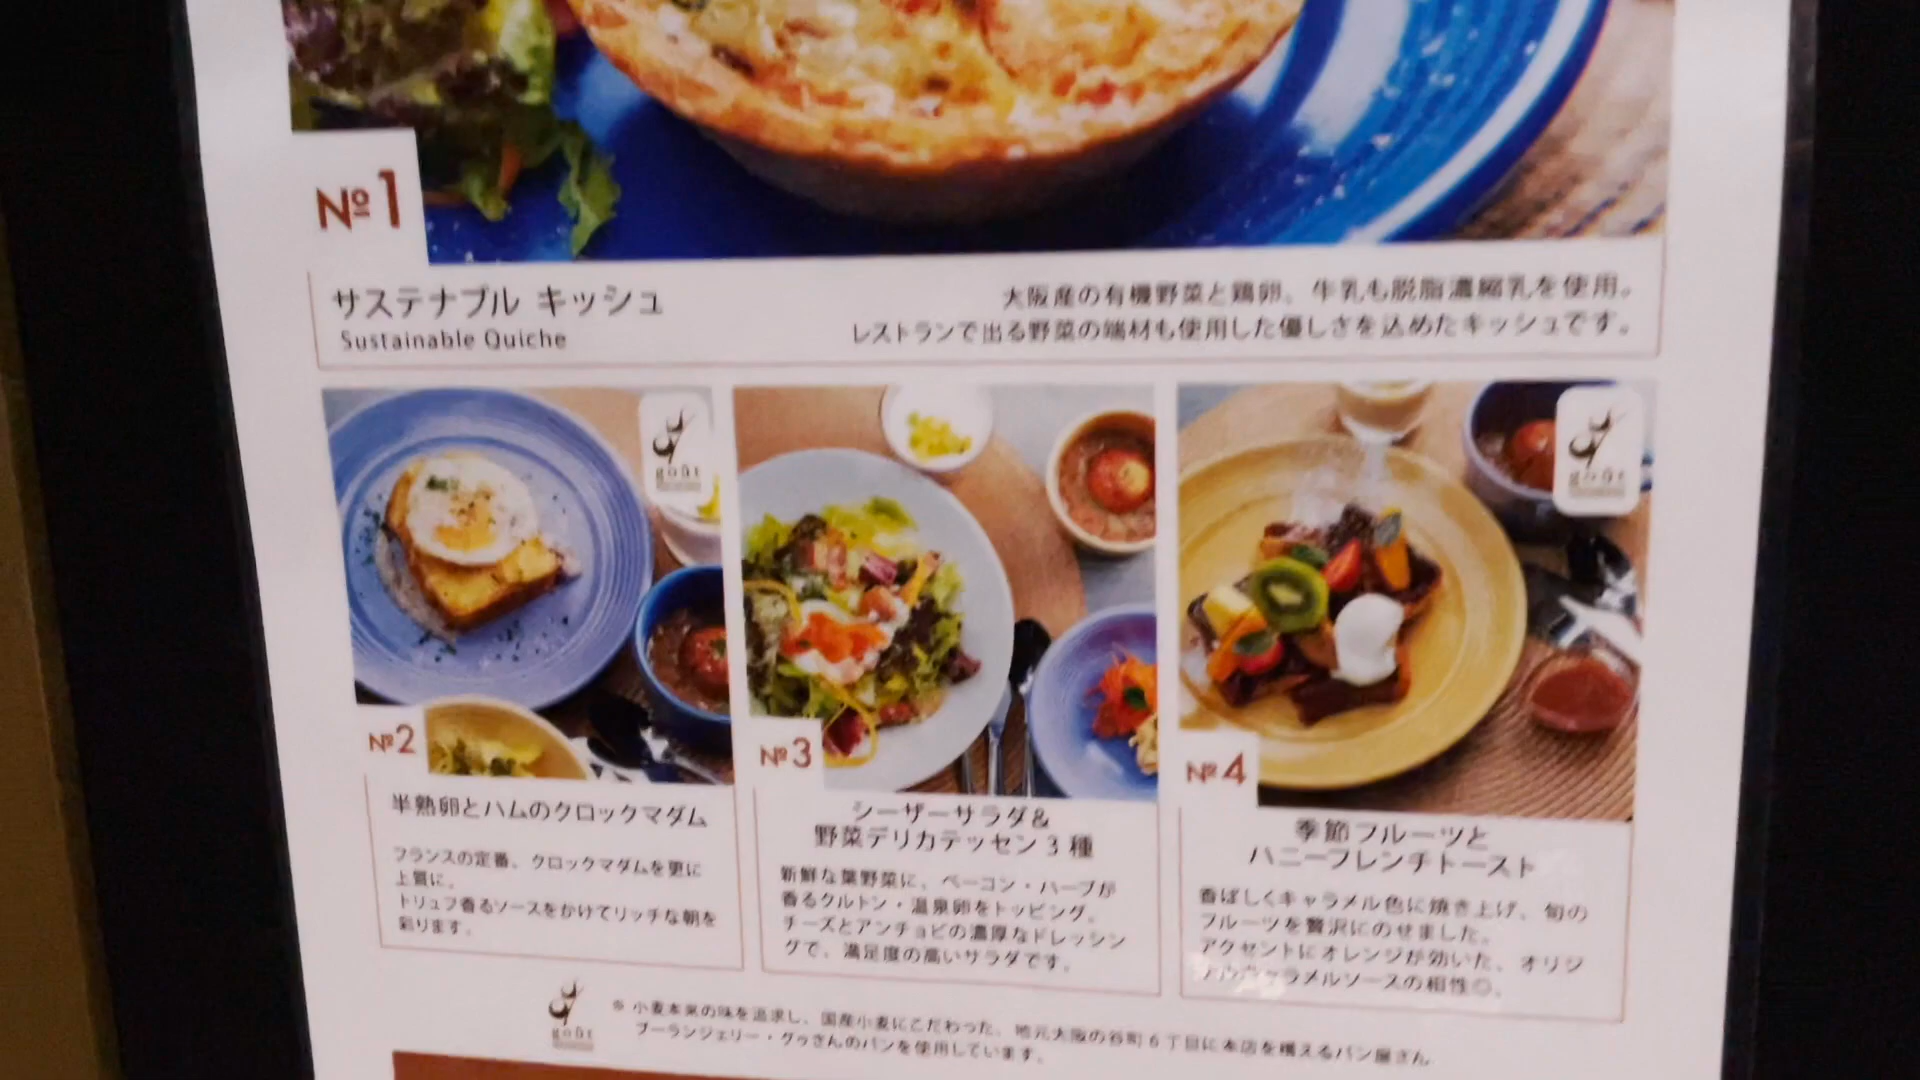 №1
サステナブル キッシュ
Sustainable Quiche
大阪産の有機野菜と鶏卵、牛乳も脱脂濃縮乳を使用。
レストランで出る野菜の端材も使用した優しさを込めたキッシュです。
goût
goût
№2
半熟卵とハムのクロックマダム
フランスの定番、クロックマダムを更に
上質に。
トリュフ香るソースをかけてリッチな朝を
彩ります。
№3
シーザーサラダ&
野菜デリカテッセン3種
新鮮な葉野菜に、ベーコン・ハーブが
香るクルトン・温泉卵をトッピング。
チーズとアンチョビの濃厚なドレッシン
グで、満足度の高いサラダです。
№4
季節フルーツと
ハニーフレンチトースト
香ばしくキャラメル色に焼き上げ、旬の
フルーツを贅沢にのせました。
アクセントにオレンジが効いた、オリジ
ナルキャラメルソースの相性◎。
goût
※ 小麦本来の味を追求し、国産小麦にこだわった、地元大阪の谷町6丁目に本店を構えるパン屋さん
ブーランジェリー・グゥさんのパンを使用しています。